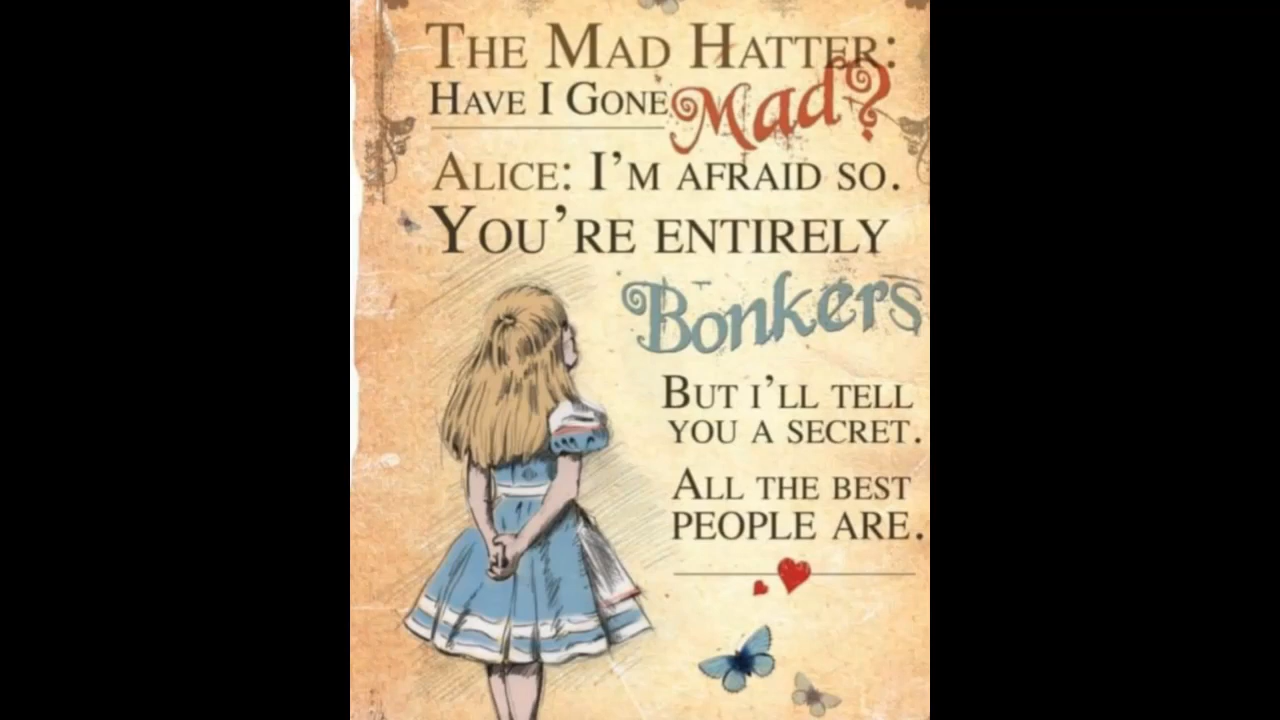 The Mad Hatter:
Have I Gone Mad?
Alice: I'm afraid so.
You're entirely
Bonkers
But i'll tell
you a secret.
All the best
people are.